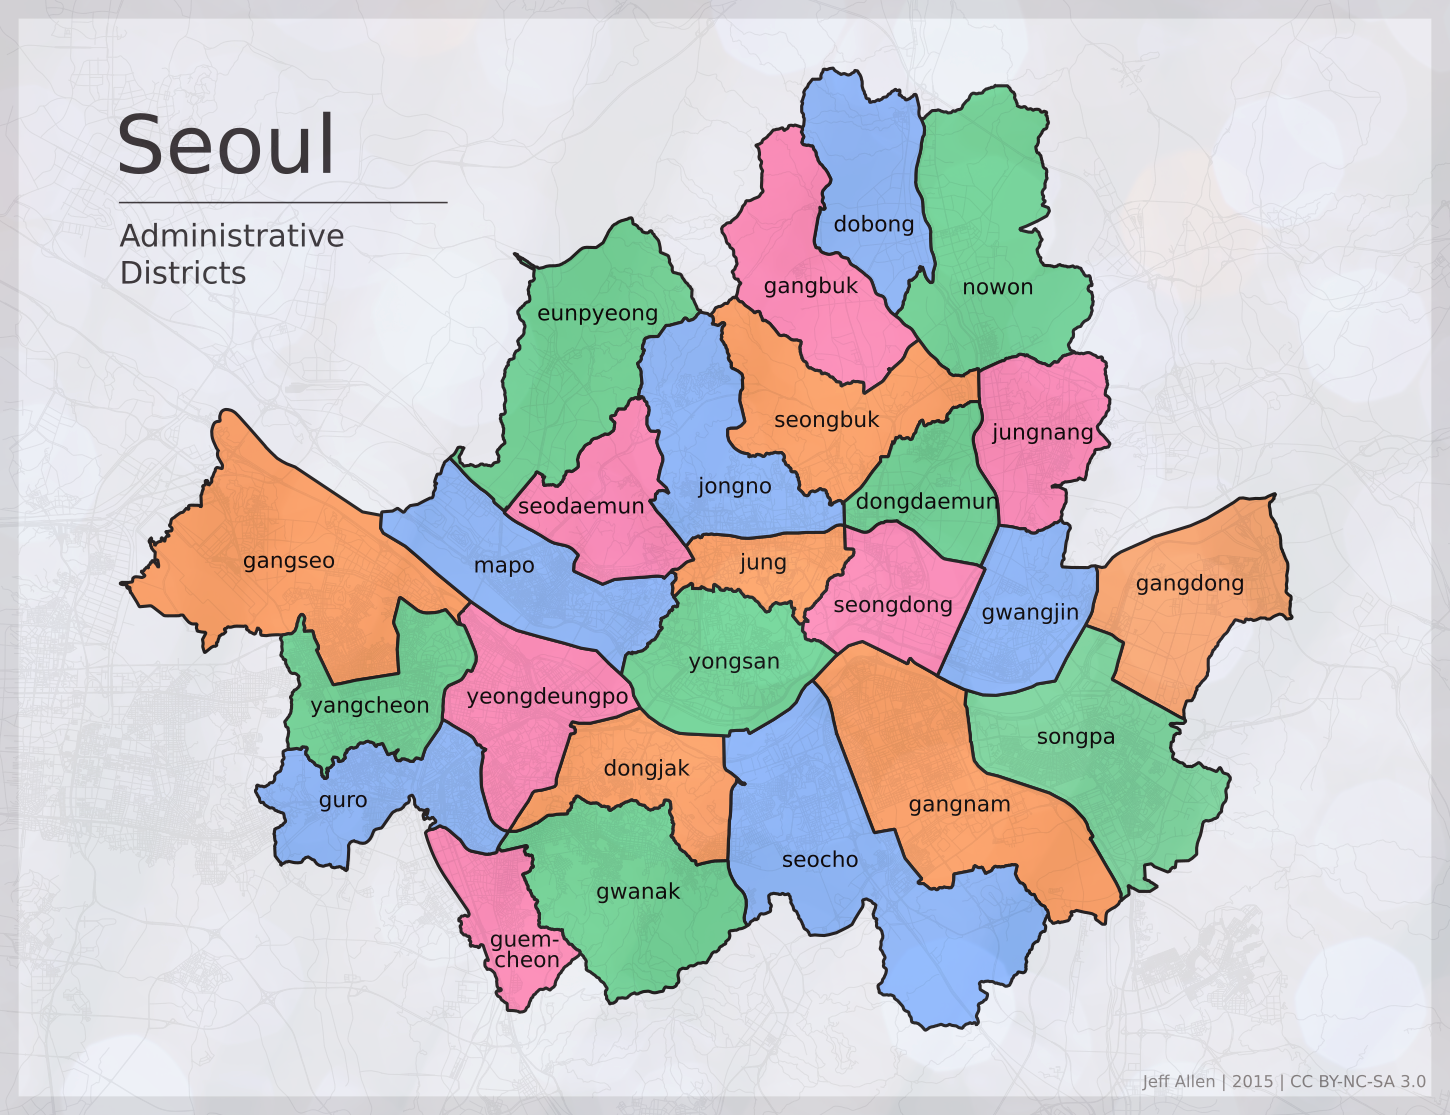 Seoul
Administrative
Districts
dobong
gangbuk
nowon
eunpyeong
seongbuk
jungnang
jongno
dongdaemun
seodaemun
gangseo
mapo
jung
gangdong
seongdong
gwangjin
yongsan
yeongdeungpo
yangcheon
songpa
dongjak
guro
gangnam
seocho
gwanak
guem-
cheon
Jeff Allen | 2015 | CC BY-NC-SA 3.0